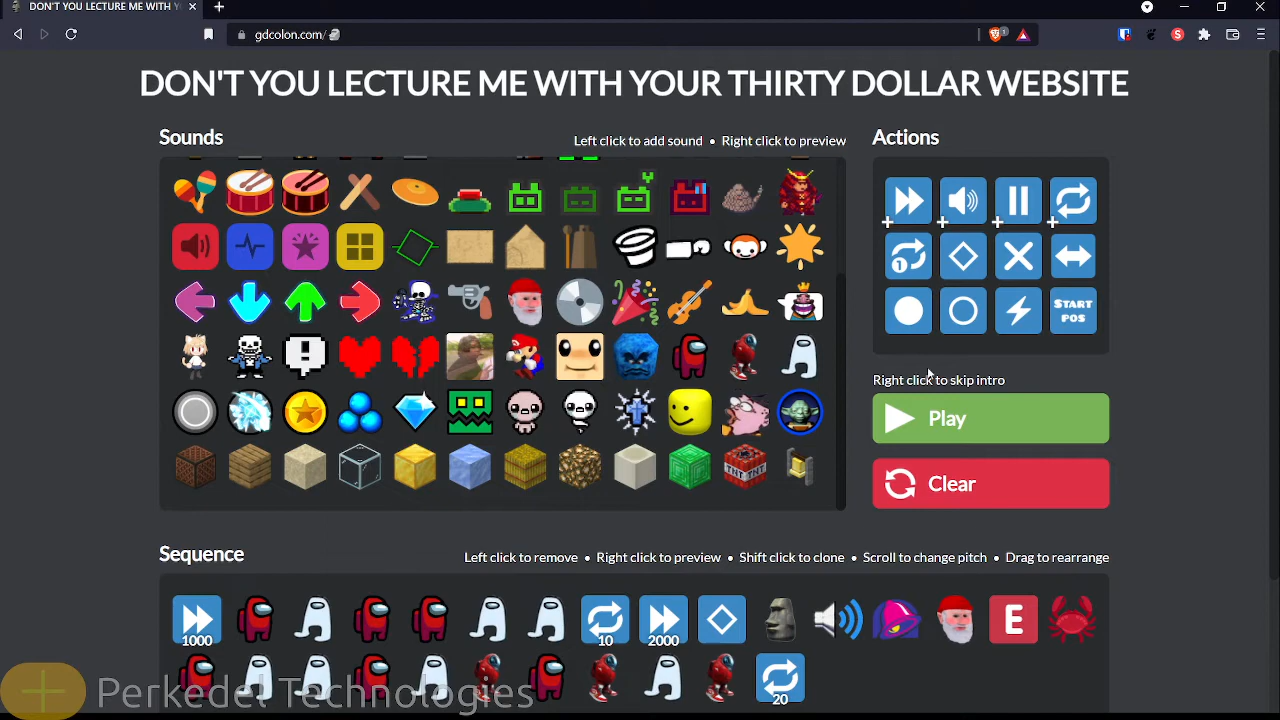 DON'T YOU LECTURE ME WITH Y
gdcolon.com/🗿
DON'T YOU LECTURE ME WITH YOUR THIRTY DOLLAR WEBSITE
Sounds
Left click to add sound • Right click to preview
Actions
1
START POS
Right click to skip intro
Play
Clear
TNT
Sequence
Left click to remove • Right click to preview • Shift click to clone • Scroll to change pitch • Drag to rearrange
1000
10
2000
E
20
Perkedel Technologies